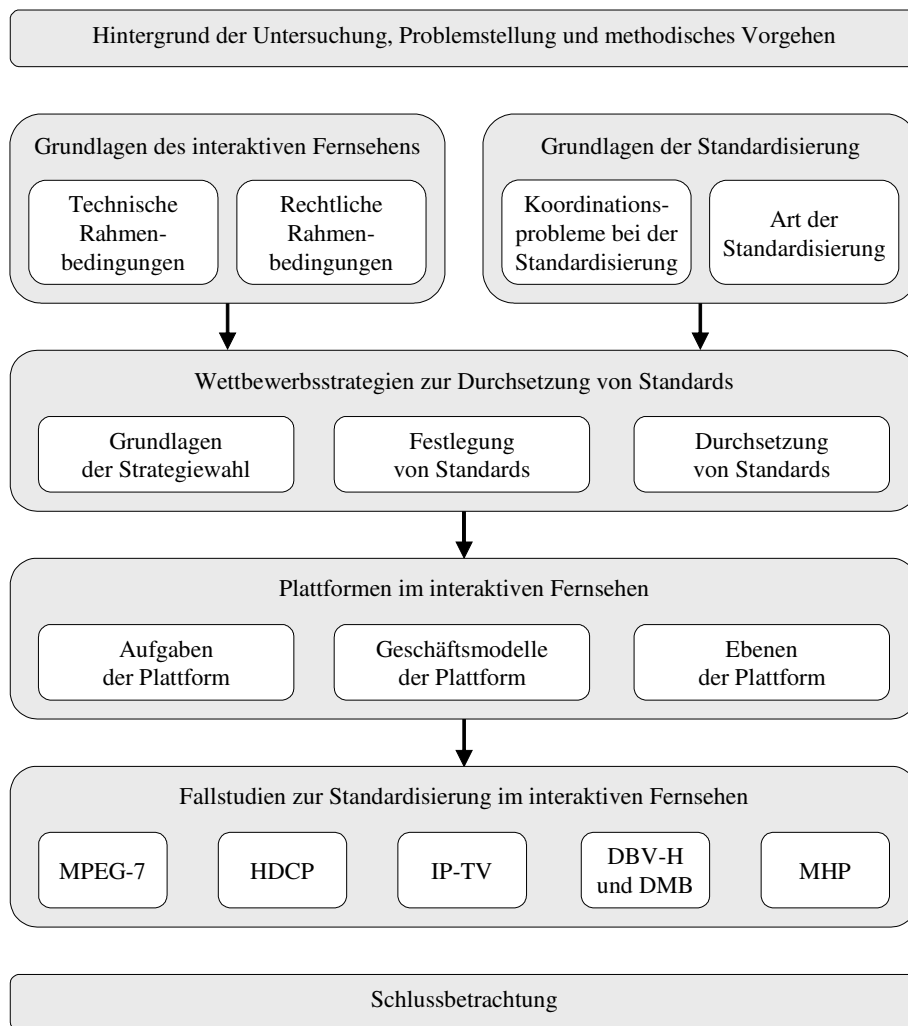 Hintergrund der Untersuchung, Problemstellung und methodisches Vorgehen
Grundlagen des interaktiven Fernsehens
Technische
Rahmen-
bedingungen
Rechtliche
Rahmen-
bedingungen
Grundlagen der Standardisierung
Koordinations-
probleme bei der
Standardisierung
Art der
Standardisierung
Wettbewerbsstrategien zur Durchsetzung von Standards
Grundlagen
der Strategiewahl
Festlegung
von Standards
Durchsetzung
von Standards
Plattformen im interaktiven Fernsehen
Aufgaben
der Plattform
Geschäftsmodelle
der Plattform
Ebenen
der Plattform
Fallstudien zur Standardisierung im interaktiven Fernsehen
MPEG-7
HDCP
IP-TV
DBV-H
und DMB
MHP
Schlussbetrachtung